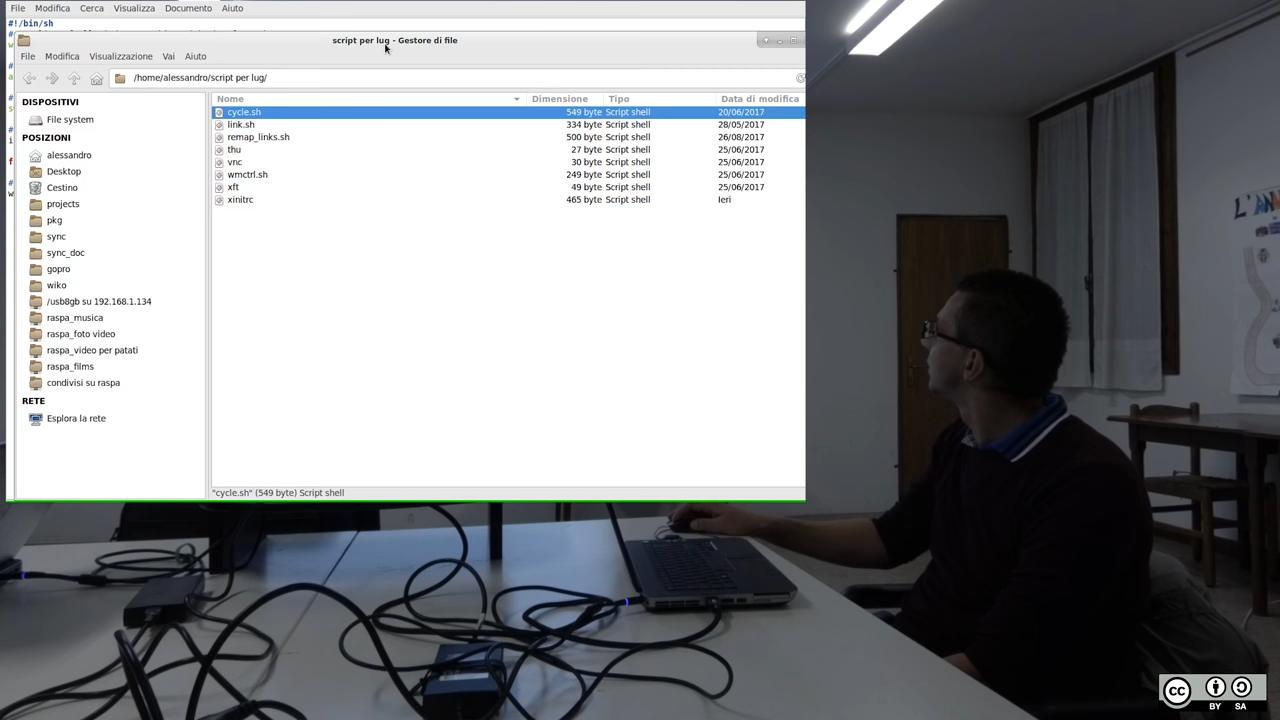 File Modifica Cerca Visualizza Documento Aiuto
#!/bin/sh
script per lug - Gestore di file
File Modifica Visualizzazione Vai Aiuto
/home/alessandro/script per lug/
DISPOSITIVI
File system
POSIZIONI
alessandro
Desktop
Cestino
projects
pkg
sync
sync_doc
gopro
wiko
/usb8gb su 192.168.1.134
raspa_musica
raspa_foto video
raspa_video per patati
raspa_films
condivisi su raspa
RETE
Esplora la rete
Nome Dimensione Tipo Data di modifica
cycle.sh 549 byte Script shell 20/06/2017
link.sh 334 byte Script shell 28/05/2017
remap_links.sh 500 byte Script shell 26/08/2017
thu 27 byte Script shell 25/06/2017
vnc 30 byte Script shell 25/06/2017
wmctrl.sh 249 byte Script shell 25/06/2017
xft 49 byte Script shell 25/06/2017
xinitrc 465 byte Script shell Ieri
"cycle.sh" (549 byte) Script shell
cc
BY SA